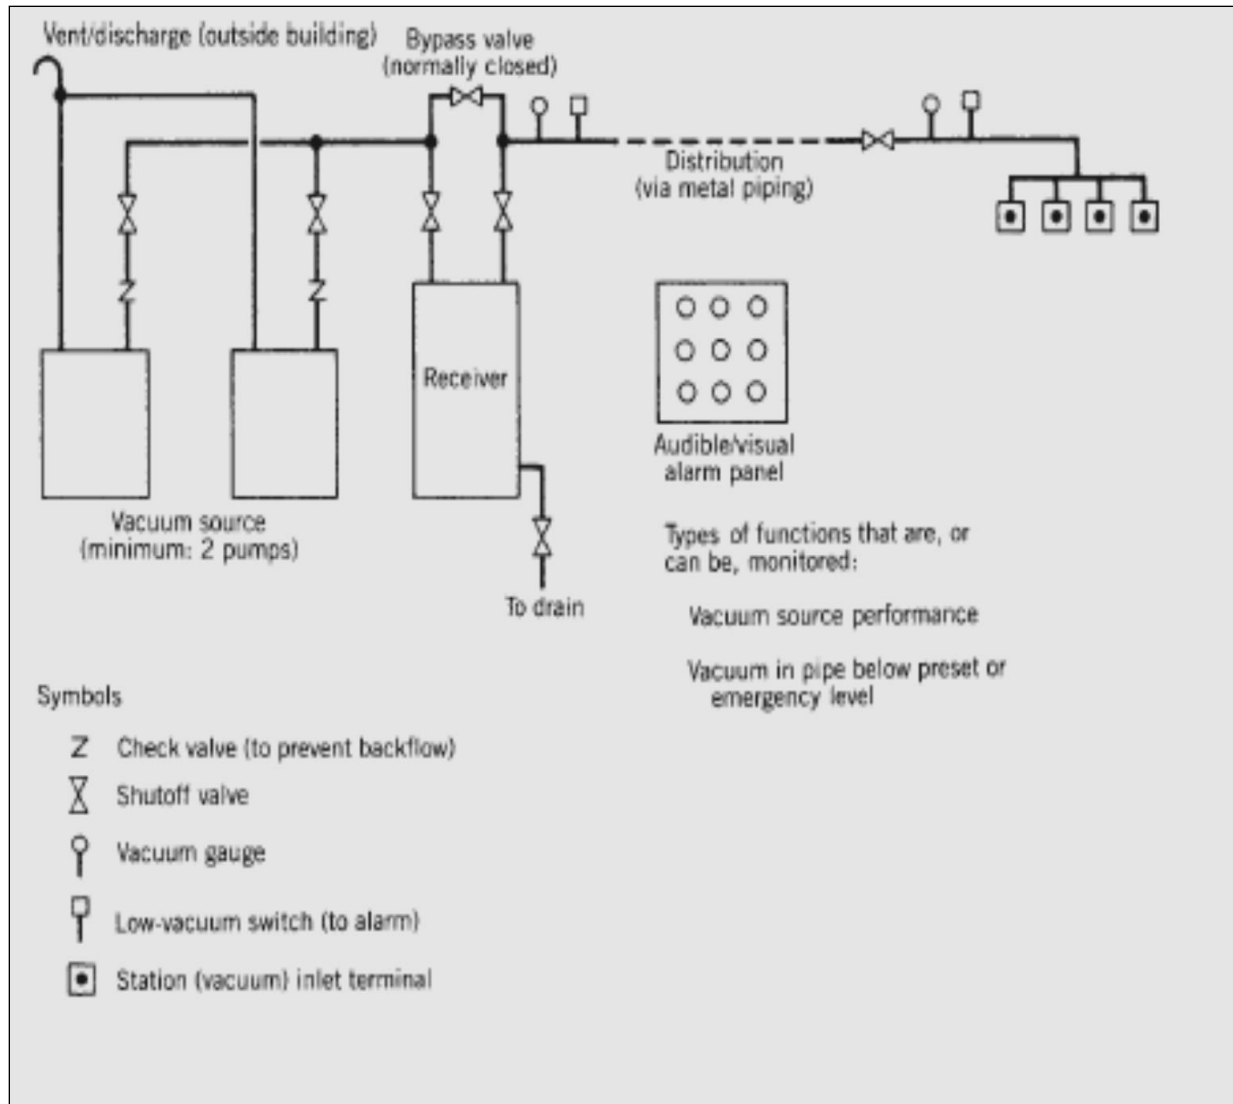 Vent/discharge (outside building)
Bypass valve
(normally closed)
Distribution
(via metal piping)
Receiver
Audible/visual
alarm panel
Vacuum source
(minimum: 2 pumps)
To drain
Types of functions that are, or
can be, monitored:
Vacuum source performance
Vacuum in pipe below preset or
emergency level
Symbols
Z Check valve (to prevent backflow)
Shutoff valve
Vacuum gauge
Low-vacuum switch (to alarm)
Station (vacuum) inlet terminal